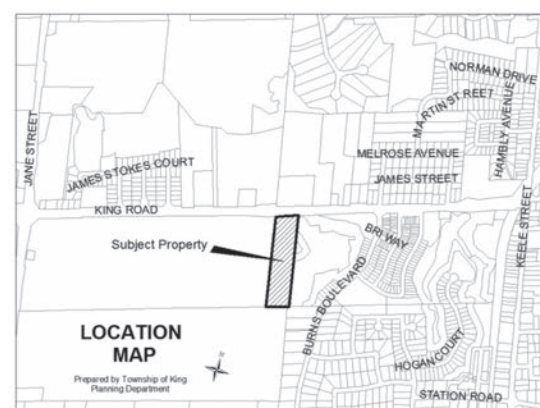 NORMAN DRIVE
MARTIN STREET
HAMBLY AVENUE
MELROSE AVENUE
JAMES STREET
JANE STREET
JAMES STOKES COURT
KING ROAD
KEELE STREET
Subject Property
BRI WAY
BURNS BOULEVARD
LOCATION
MAP
N
Prepared by Township of King
Planning Department
HOGAN COURT
STATION ROAD